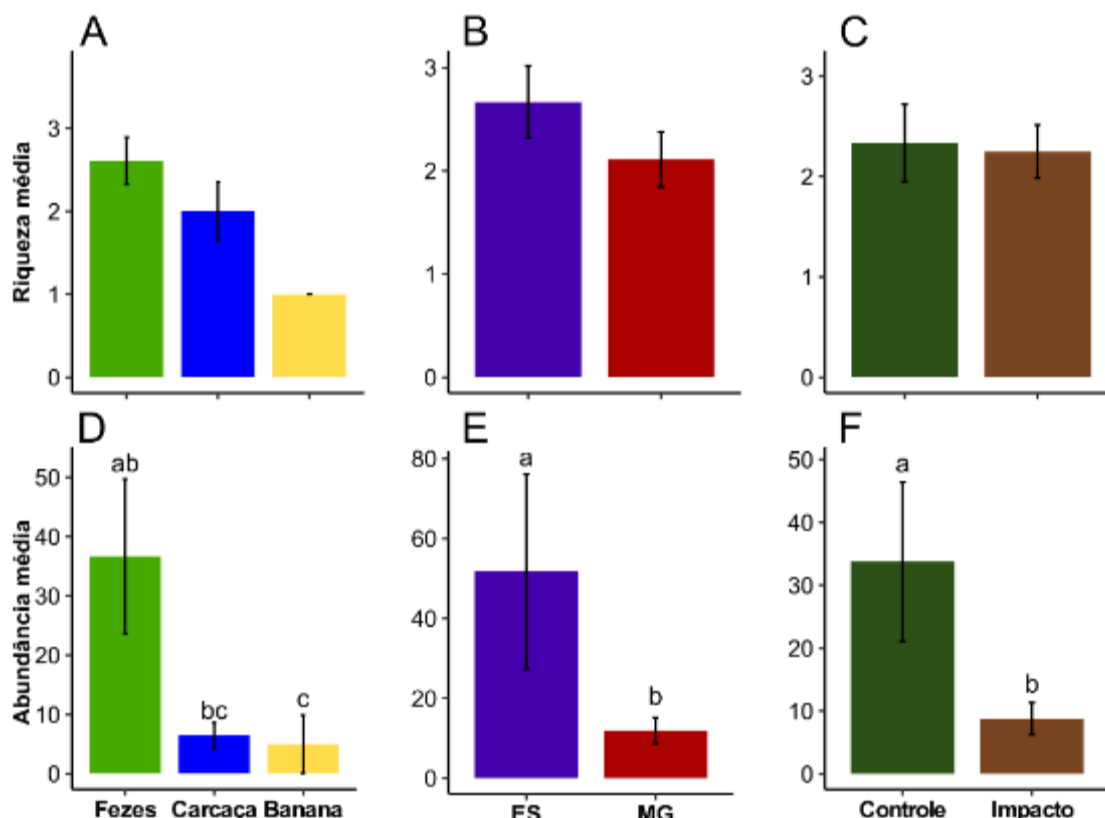 A
B
C
Riqueza média
3
2
1
0
3
2
1
0
3
2
1
0
D
E
F
Abundância média
50
40
30
20
10
0
ab
bc
c
80
60
40
20
0
a
b
50
40
30
20
10
0
a
b
Fezes Carcaça Banana
ES MG
Controle Impacto